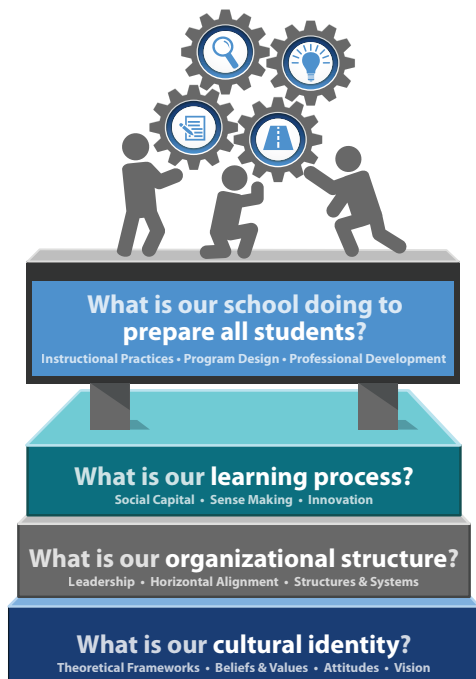 What is our school doing to
prepare all students?
Instructional Practices • Program Design • Professional Development
What is our learning process?
Social Capital • Sense Making • Innovation
What is our organizational structure?
Leadership • Horizontal Alignment • Structures & Systems
What is our cultural identity?
Theoretical Frameworks • Beliefs & Values • Attitudes • Vision